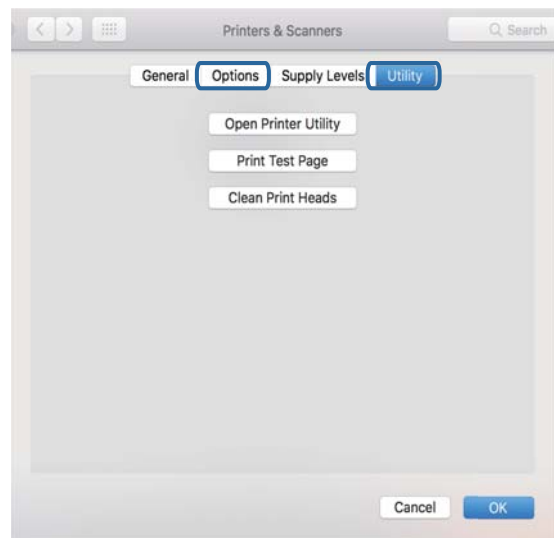 Printers & Scanners Search
General Options Supply Levels Utility
Open Printer Utility
Print Test Page
Clean Print Heads
Cancel OK